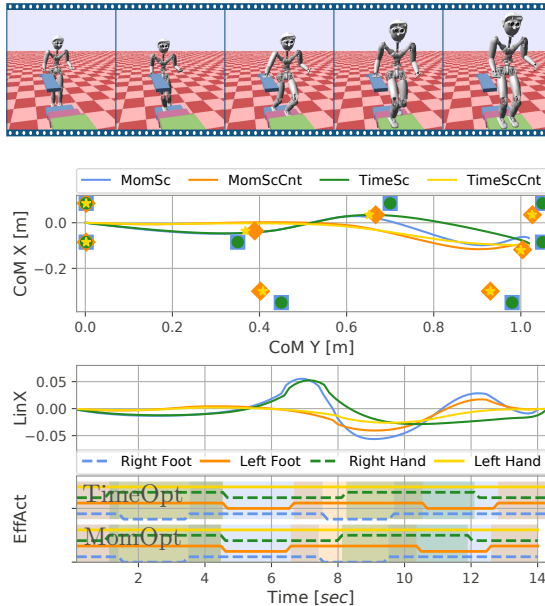 MomSc MomScCnt TimeSc TimeScCnt
0.0
−0.2
CoM X [m]
0.0 0.2 0.4 0.6 0.8 1.0
CoM Y [m]
0.05
0.00
−0.05
LinX
Right Foot Left Foot Right Hand Left Hand
TimeOpt
MomOpt
EffAct
2 4 6 8 10 12 14
Time [sec]